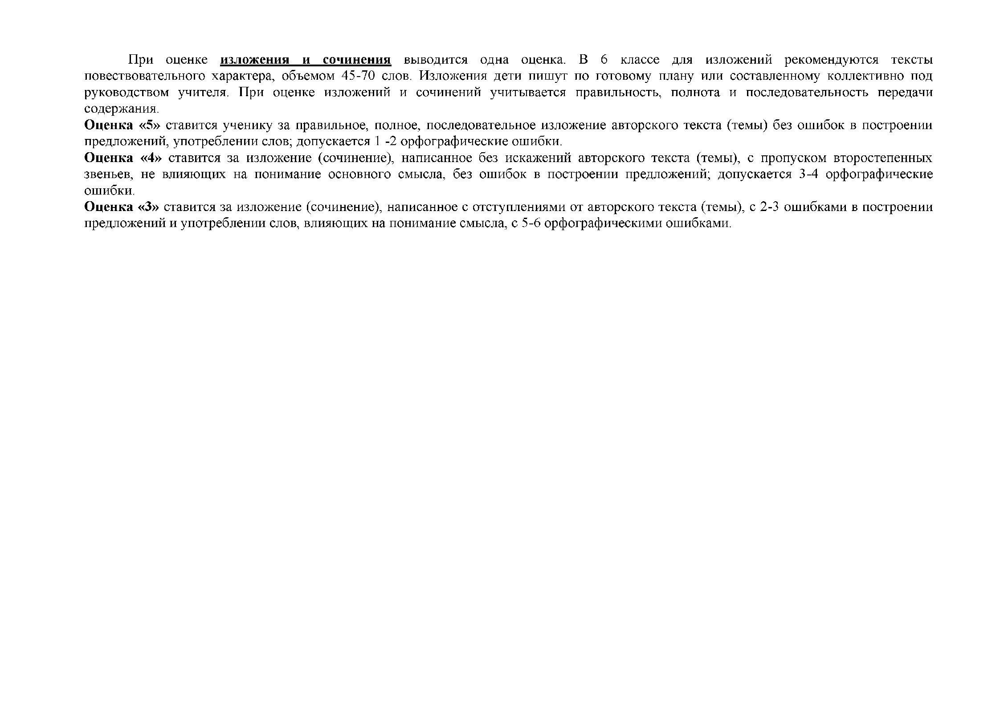 При оценке изложения и сочинения выводится одна оценка. В 6 классе для изложений рекомендуются тексты
повествовательного характера, объемом 45-70 слов. Изложения дети пишут по готовому плану или составленному коллективно под
руководством учителя. При оценке изложений и сочинений учитывается правильность, полнота и последовательность передачи
содержания.
Оценка «5» ставится ученику за правильное, полное, последовательное изложение авторского текста (темы) без ошибок в построении
предложений, употреблении слов; допускается 1 -2 орфографические ошибки.
Оценка «4» ставится за изложение (сочинение), написанное без искажений авторского текста (темы), с пропуском второстепенных
звеньев, не влияющих на понимание основного смысла, без ошибок в построении предложений; допускается 3-4 орфографические
ошибки.
Оценка «3» ставится за изложение (сочинение), написанное с отступлениями от авторского текста (темы), с 2-3 ошибками в построении
предложений и употреблении слов, влияющих на понимание смысла, с 5-6 орфографическими ошибками.